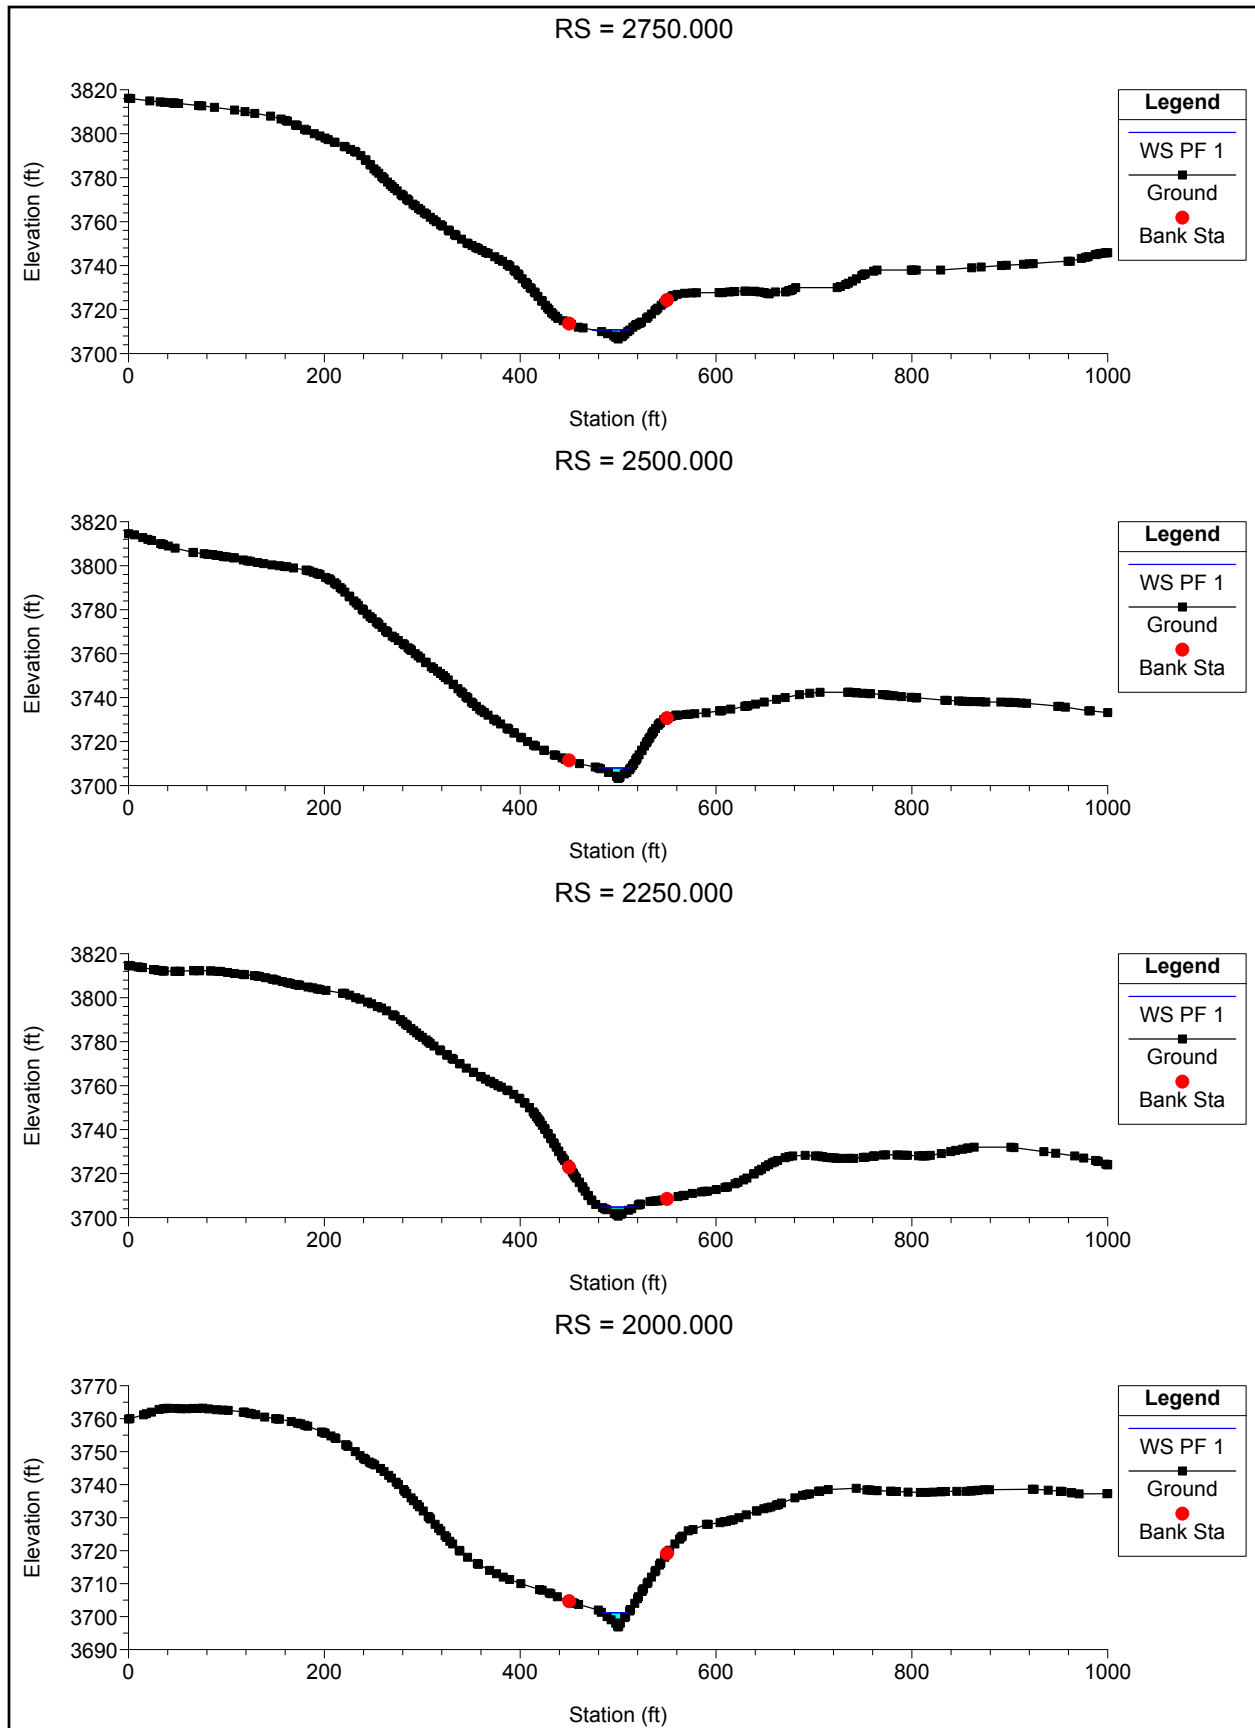 RS = 2750.000
3820
3800
3780
3760
3740
3720
3700
Elevation (ft)
0 200 400 600 800 1000
Station (ft)
Legend
WS PF 1
Ground
Bank Sta
RS = 2500.000
3820
3800
3780
3760
3740
3720
3700
Elevation (ft)
0 200 400 600 800 1000
Station (ft)
Legend
WS PF 1
Ground
Bank Sta
RS = 2250.000
3820
3800
3780
3760
3740
3720
3700
Elevation (ft)
0 200 400 600 800 1000
Station (ft)
Legend
WS PF 1
Ground
Bank Sta
RS = 2000.000
3770
3760
3750
3740
3730
3720
3710
3700
3690
Elevation (ft)
0 200 400 600 800 1000
Station (ft)
Legend
WS PF 1
Ground
Bank Sta